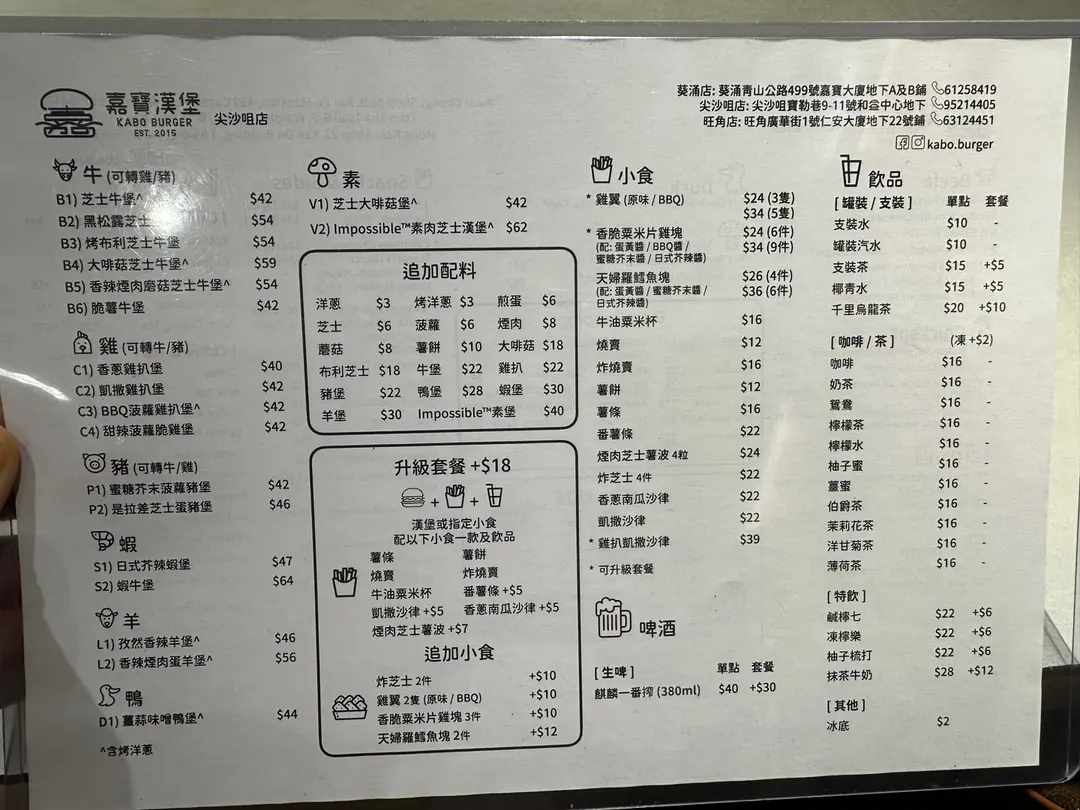 嘉寶漢堡
KABO BURGER
EST. 2015
尖沙咀店
葵涌店: 葵涌青山公路499號嘉寶大廈地下A及B鋪 61258419
尖沙咀店: 尖沙咀寶勒巷9-11號和益中心地下 95214405
旺角店: 旺角廣華街1號仁安大廈地下22號鋪 63124451
kabo.burger
牛 (可轉雞/豬)
B1) 芝士牛堡^ $42
B2) 黑松露芝士 $54
B3) 烤布利芝士牛堡 $54
B4) 大啡菇芝士牛堡^ $59
B5) 香辣煙肉磨菇芝士牛堡^ $54
B6) 脆薯牛堡 $42
雞 (可轉牛/豬)
C1) 香蔥雞扒堡 $40
C2) 凱撒雞扒堡 $42
C3) BBQ菠蘿雞扒堡^ $42
C4) 甜辣菠蘿脆雞堡 $42
豬 (可轉牛/雞)
P1) 蜜糖芥末菠蘿豬堡 $42
P2) 是拉差芝士蛋豬堡 $46
蝦
S1) 日式芥辣蝦堡 $47
S2) 蝦牛堡 $64
羊
L1) 孜然香辣羊堡^ $46
L2) 香辣煙肉蛋羊堡^ $56
鴨
D1) 薑蒜味噌鴨堡^ $44
^含烤洋蔥
素
V1) 芝士大啡菇堡^ $42
V2) Impossible™素肉芝士漢堡^ $62
追加配料
洋蔥 $3 烤洋蔥 $3 煎蛋 $6
芝士 $6 菠蘿 $6 煙肉 $8
蘑菇 $8 薯餅 $10 大啡菇 $18
布利芝士 $18 牛堡 $22 雞扒 $22
豬堡 $22 鴨堡 $28 蝦堡 $30
羊堡 $30 Impossible™素堡 $40
升級套餐 +$18
+ +
漢堡或指定小食
配以下小食一款及飲品
薯條 薯餅
燒賣 炸燒賣
牛油粟米杯 番薯條 +$5
凱撒沙律 +$5 香蔥南瓜沙律 +$5
煙肉芝士薯波 +$7
追加小食
炸芝士 2件 +$10
雞翼 2隻 (原味 / BBQ) +$10
香脆粟米片雞塊 3件 +$10
天婦羅鱈魚塊 2件 +$12
小食
* 雞翼 (原味 / BBQ) $24 (3隻)
$34 (5隻)
* 香脆粟米片雞塊 $24 (6件)
(配: 蛋黃醬 / BBQ醬 / $34 (9件)
蜜糖芥末醬 / 日式芥辣醬)
天婦羅鱈魚塊 $26 (4件)
(配: 蛋黃醬 / 蜜糖芥末醬 / $36 (6件)
日式芥辣醬)
牛油粟米杯 $16
燒賣 $12
炸燒賣 $16
薯餅 $12
薯條 $16
番薯條 $22
煙肉芝士薯波 4粒 $24
炸芝士 4件 $22
香蔥南瓜沙律 $22
凱撒沙律 $22
* 雞扒凱撒沙律 $39
* 可升級套餐
啤酒
[ 生啤 ] 單點 套餐
麒麟一番搾 (380ml) $40 +$30
飲品
[ 罐裝 / 支裝 ] 單點 套餐
支裝水 $10 -
罐裝汽水 $10 -
支裝茶 $15 +$5
椰青水 $15 +$5
千里烏龍茶 $20 +$10
[ 咖啡 / 茶 ] (凍 +$2)
咖啡 $16 -
奶茶 $16 -
鴛鴦 $16 -
檸檬茶 $16 -
檸檬水 $16 -
柚子蜜 $16 -
薑蜜 $16 -
伯爵茶 $16 -
茉莉花茶 $16 -
洋甘菊茶 $16 -
薄荷茶 $16 -
[ 特飲 ]
鹹檸七 $22 +$6
凍檸樂 $22 +$6
柚子梳打 $22 +$6
抹茶牛奶 $28 +$12
[ 其他 ]
冰底 $2